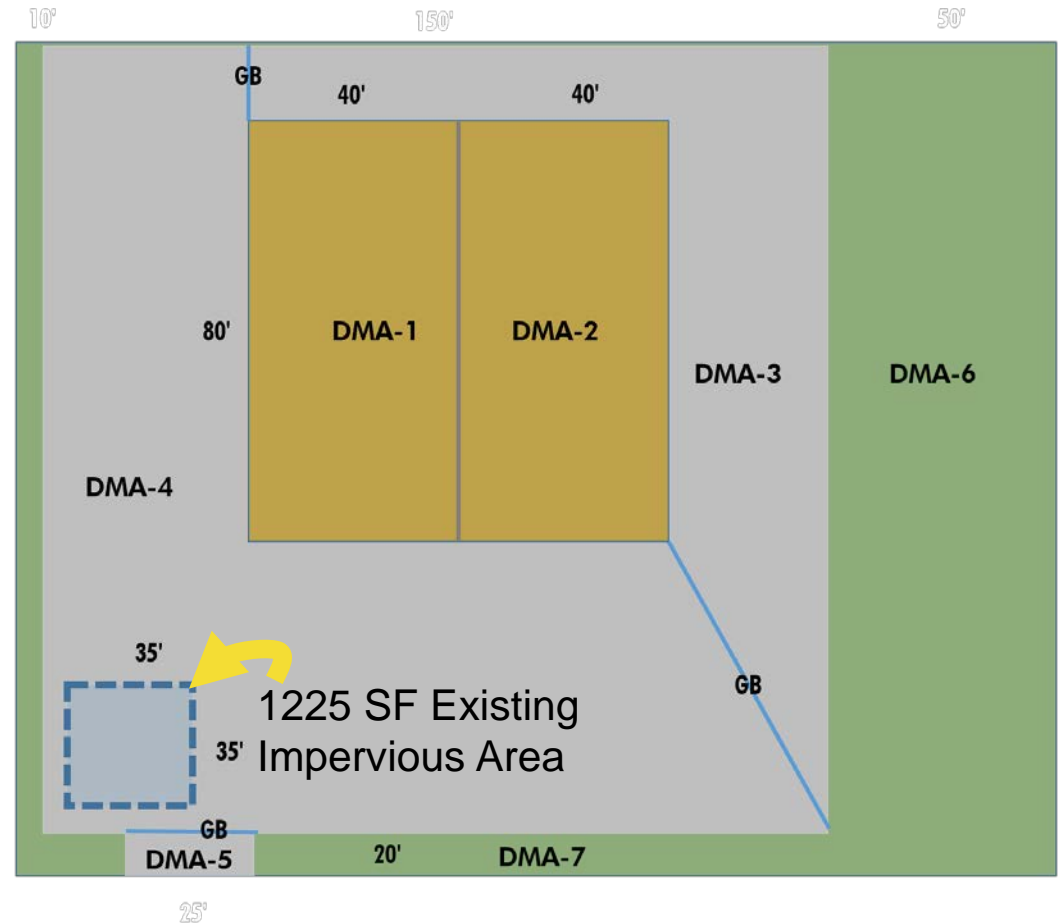 10' 150' 50'
GB
40' 40'
80' DMA-1 DMA-2
DMA-3 DMA-6
DMA-4
35'
1225 SF Existing
GB
35' Impervious Area
GB
DMA-5 20' DMA-7
25'